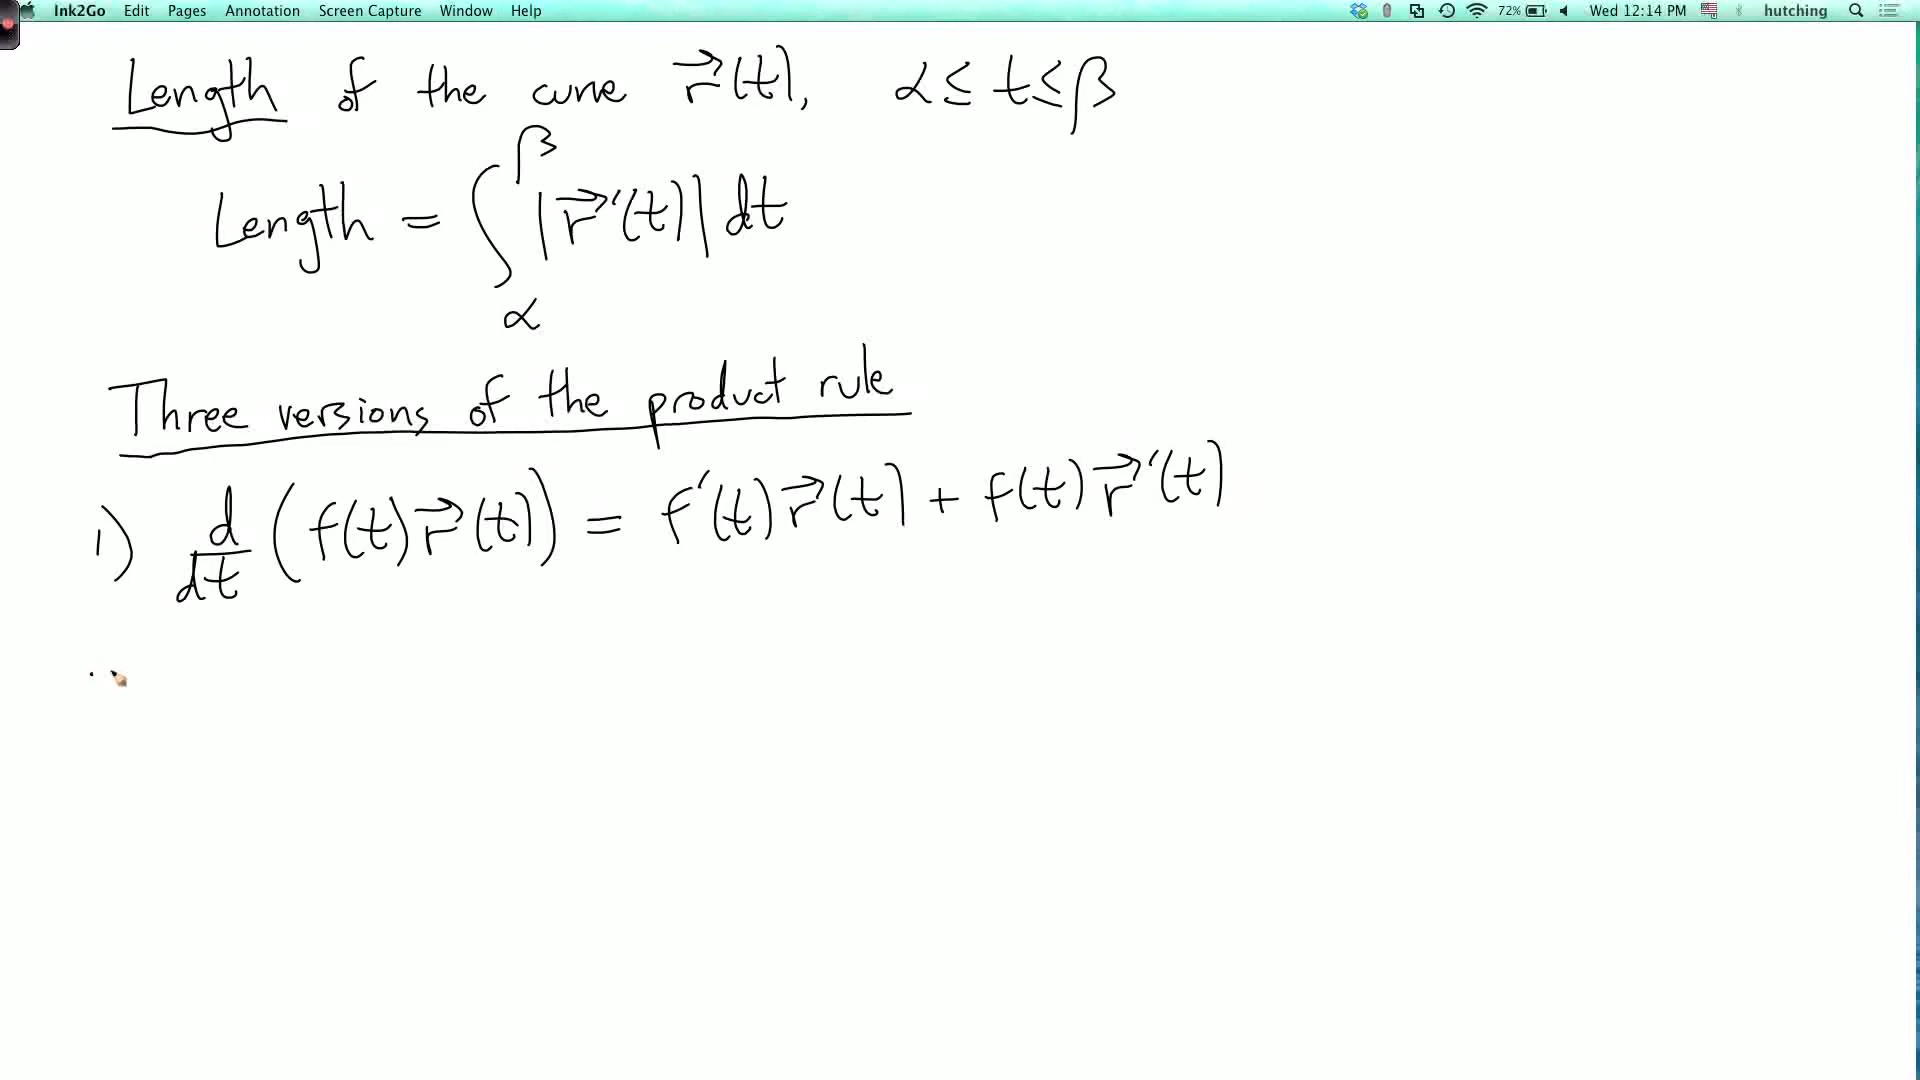 Ink2Go Edit Pages Annotation Screen Capture Window Help 72% Wed 12:14 PM hutching
Length of the curve r⃗(t), α ≤ t ≤ β
Length = ∫_α^β |r⃗'(t)| dt
Three versions of the product rule
1) d/dt (f(t) r⃗(t)) = f'(t) r⃗(t) + f(t) r⃗'(t)